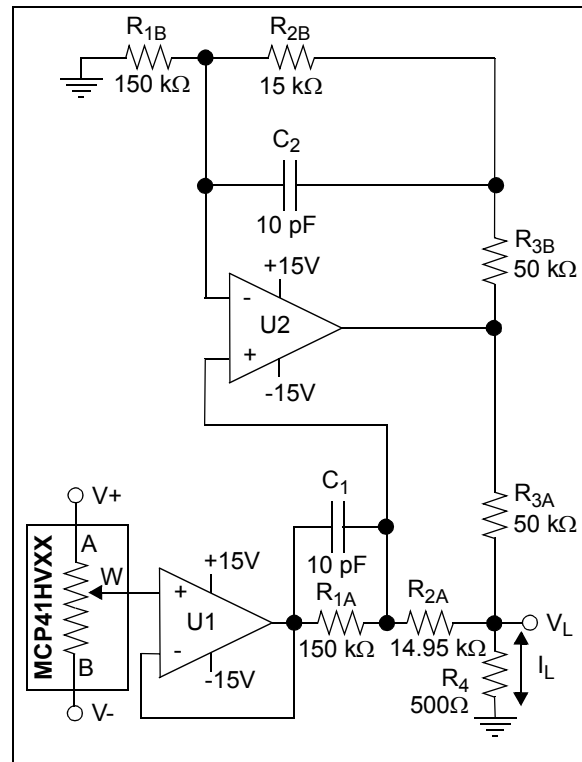 R1B
R2B
150 kΩ
15 kΩ
C2
10 pF
R3B
50 kΩ
+15V
-
U2
+
-15V
V+
C1
10 pF
R3A
50 kΩ
MCP41HVXX
A
W
B
V-
+15V
+
U1
-
-15V
R1A
150 kΩ
R2A
14.95 kΩ
VL
R4
500Ω
IL